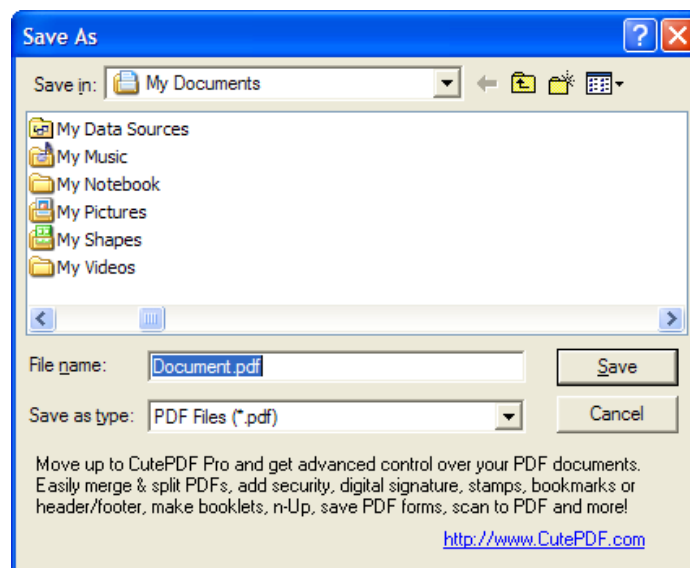 Save As
Save in: My Documents
My Data Sources
My Music
My Notebook
My Pictures
My Shapes
My Videos
File name: Document.pdf Save
Save as type: PDF Files (*.pdf) Cancel
Move up to CutePDF Pro and get advanced control over your PDF documents.
Easily merge & split PDFs, add security, digital signature, stamps, bookmarks or
header/footer, make booklets, n-Up, save PDF forms, scan to PDF and more!
http://www.CutePDF.com